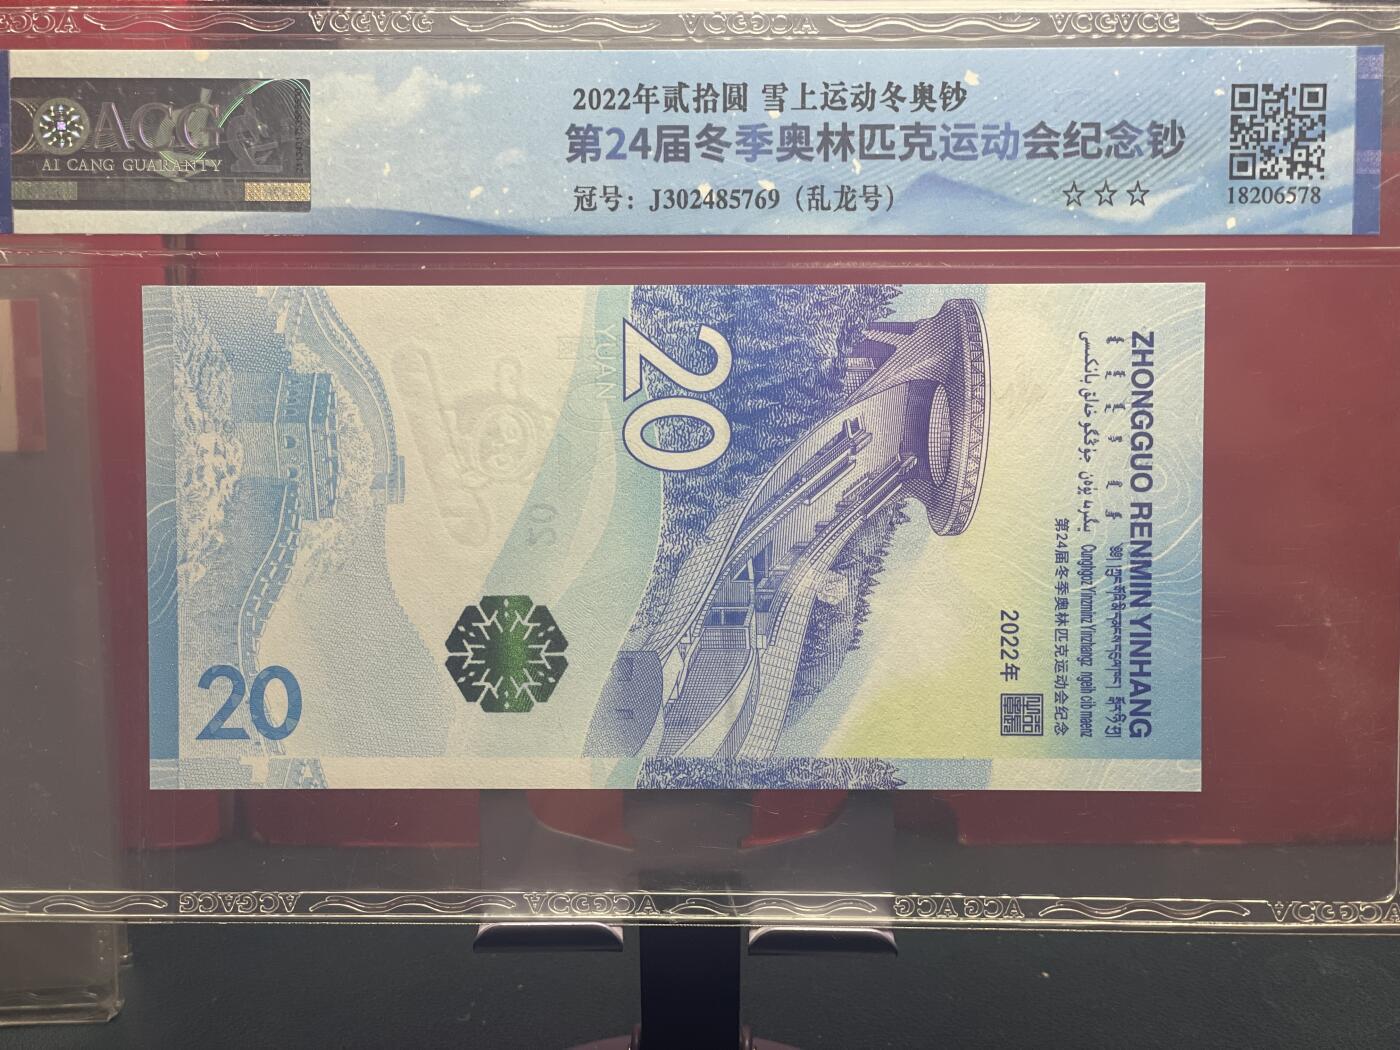 ACG
AI CANG GUARANTY
2022年贰拾圆 雪上运动冬奥钞
第24届冬季奥林匹克运动会纪念钞
冠号：J302485769（乱龙号）
☆☆☆
18206578
ZHONGGUO RENMIN YINHANG
Cunghgoz Yinzminz Yinzhangz ngeih cib maenz
第24届冬季奥林匹克运动会纪念
2022年
20
YUAN
20
20
ACGACG